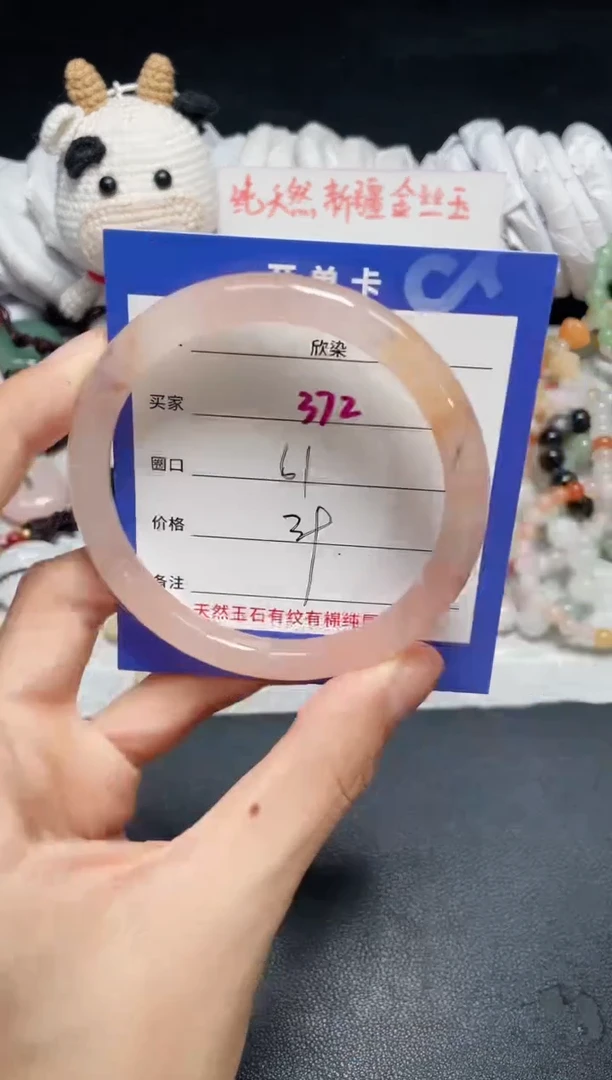 纯天然新疆金丝玉
开单卡
欣染
买家 372
圈口 61
价格
备注
天然玉石有纹有棉纯属